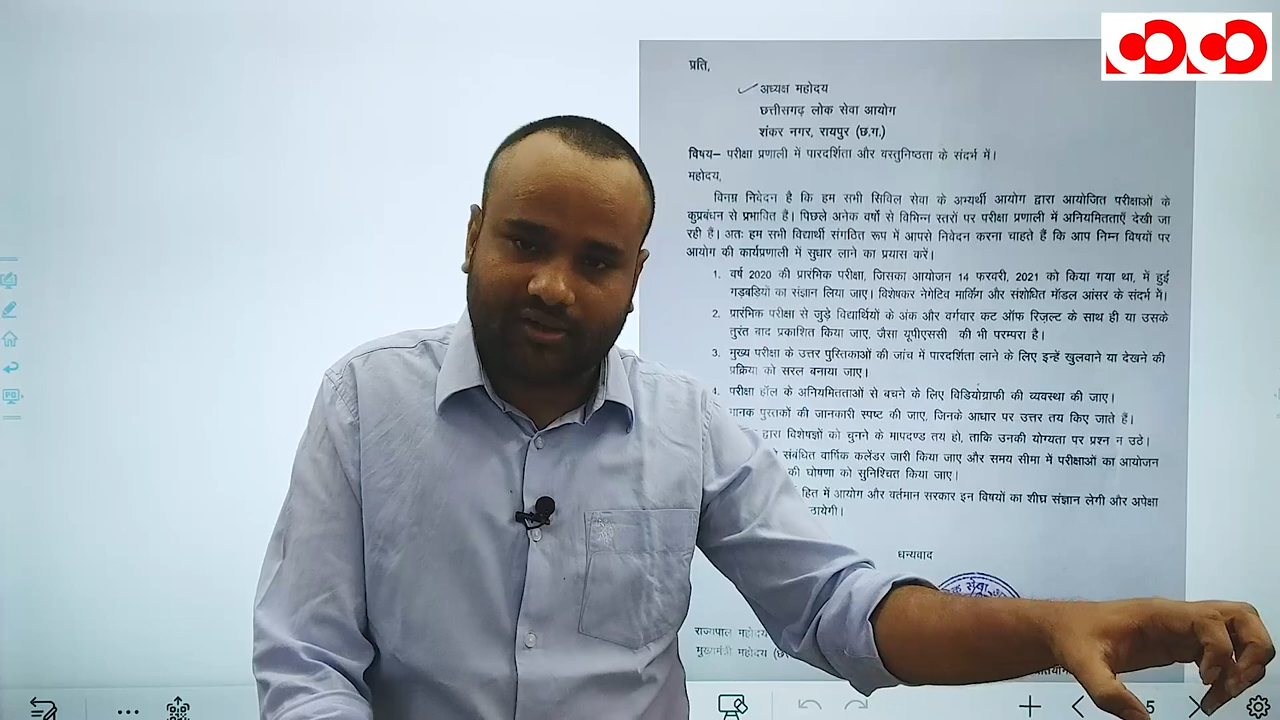 प्रति,
अध्यक्ष महोदय
छत्तीसगढ़ लोक सेवा आयोग
शंकर नगर, रायपुर (छ.ग.)
विषय– परीक्षा प्रणाली में पारदर्शिता और वस्तुनिष्ठता के संदर्भ में।
महोदय,
विनम्र निवेदन है कि हम सभी सिविल सेवा के अभ्यर्थी आयोग द्वारा आयोजित परीक्षाओं के
कुप्रबंधन से प्रभावित है। पिछले अनेक वर्षो से विभिन्न स्तरों पर परीक्षा प्रणाली में अनियमितताएँ देखी जा
रही है। अतः हम सभी विद्यार्थी संगठित रूप में आपसे निवेदन करना चाहते हैं कि आप निम्न विषयों पर
आयोग की कार्यप्रणाली में सुधार लाने का प्रयास करें।
1. वर्ष 2020 की प्रारंभिक परीक्षा, जिसका आयोजन 14 फरवरी, 2021 को किया गया था, में हुई
गड़बड़ियों का संज्ञान लिया जाए। विशेषकर नेगेटिव मार्किंग और संशोधित मॉडल आंसर के संदर्भ में।
2. प्रारंभिक परीक्षा से जुड़े विद्यार्थियों के अंक और वर्गवार कट ऑफ रिज़ल्ट के साथ ही या उसके
तुरंत बाद प्रकाशित किया जाए, जैसा यूपीएससी की भी परम्परा है।
3. मुख्य परीक्षा के उत्तर पुस्तिकाओं की जांच में पारदर्शिता लाने के लिए इन्हें खुलवाने या देखने की
प्रक्रिया को सरल बनाया जाए।
4. परीक्षा हॉल के अनियमितताओं से बचने के लिए विडियोग्राफी की व्यवस्था की जाए।
मानक पुस्तकों की जानकारी स्पष्ट की जाए, जिनके आधार पर उत्तर तय किए जाते हैं।
द्वारा विशेषज्ञों को चुनने के मापदण्ड तय हो, ताकि उनकी योग्यता पर प्रश्न न उठे।
संबंधित वार्षिक कलेंडर जारी किया जाए और समय सीमा में परीक्षाओं का आयोजन
की घोषणा को सुनिश्चित किया जाए।
हित में आयोग और वर्तमान सरकार इन विषयों का शीघ्र संज्ञान लेगी और अपेक्षा
धन्यवाद
सेवा
राज्यपाल महोदय
मुख्यमंत्री महोदय
5